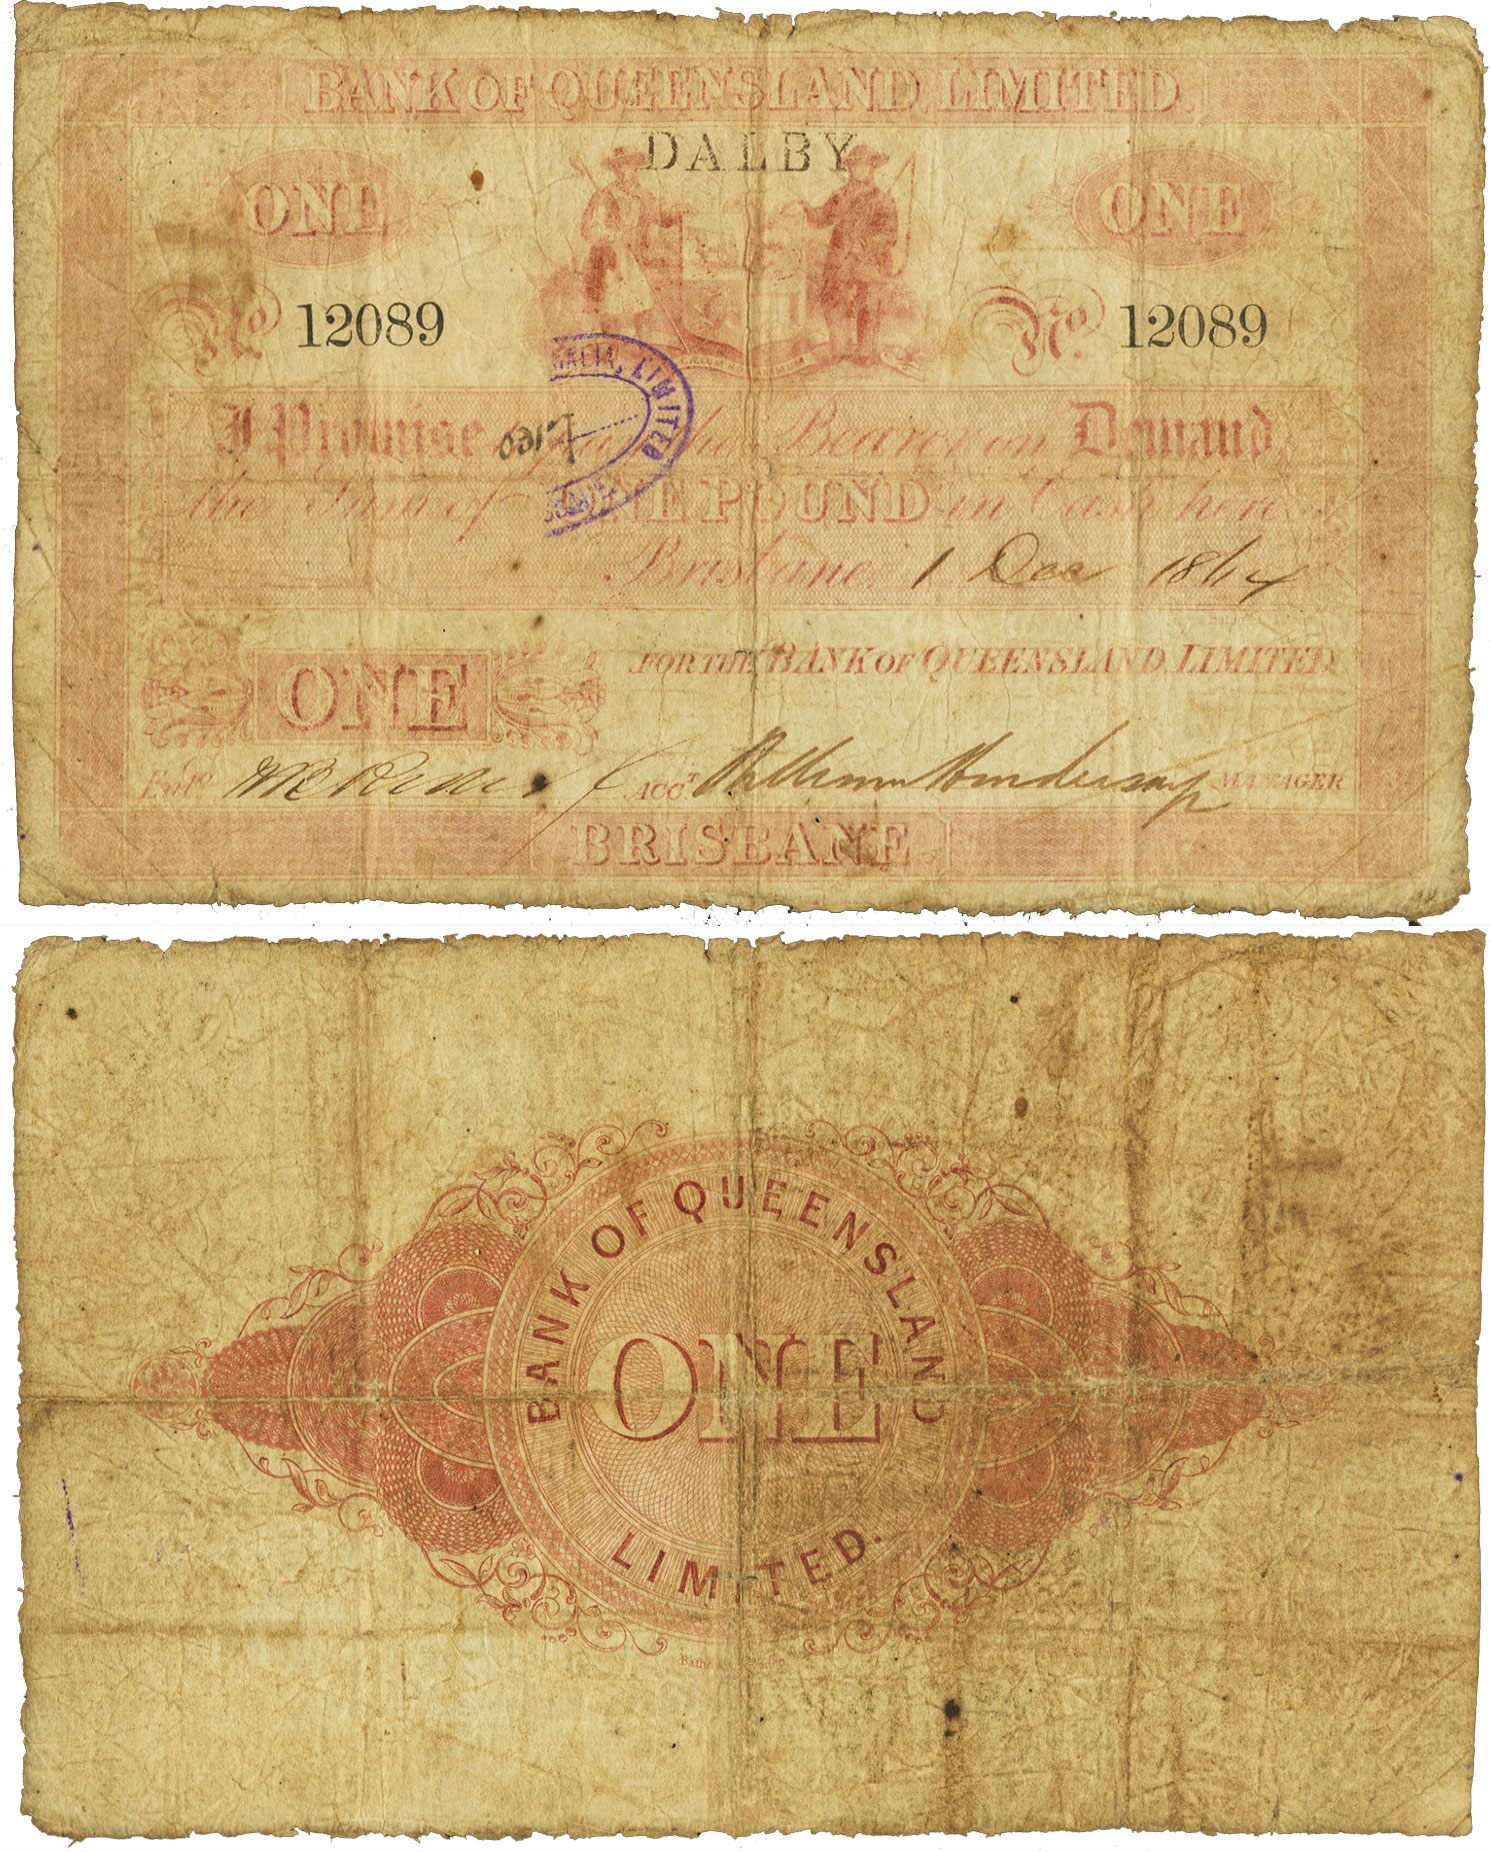 BANK OF QUEENSLAND, LIMITED.
DALBY
ONE ONE
No. 12089 No. 12089
LIMITED
I Promise to pay the Bearer on Demand,
the Sum of ONE POUND in Cash here
Brisbane, 1 Dec 1864
FOR THE BANK OF QUEENSLAND, LIMITED.
ONE
Entd. ACCT. MANAGER
BRISBANE
BANK OF QUEENSLAND
ONE
LIMITED.